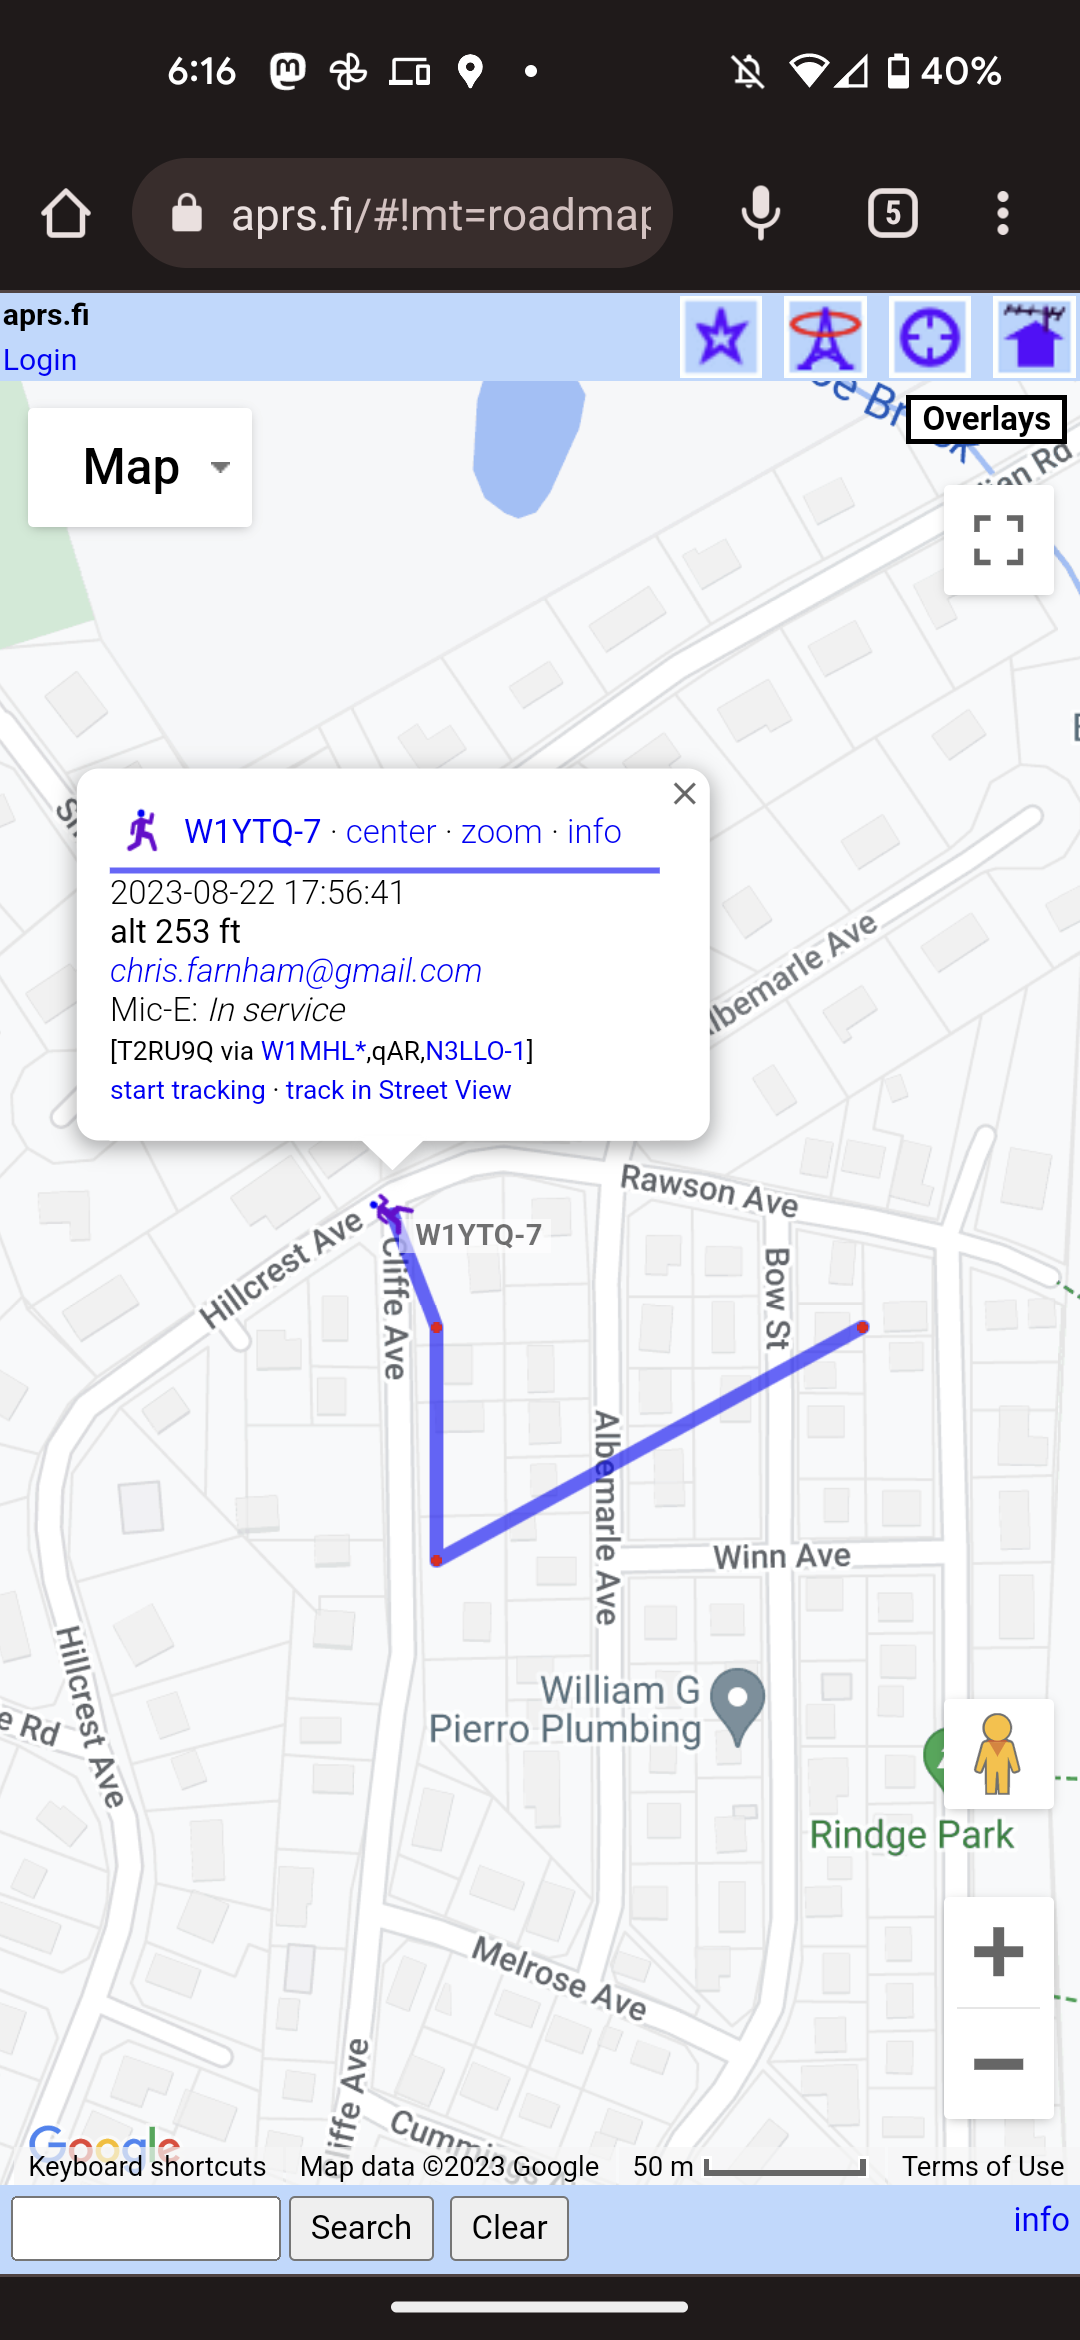 6:16
40%
aprs.fi/#!mt=roadmap
5
aprs.fi
Login
Overlays
Map
W1YTQ-7 · center · zoom · info
2023-08-22 17:56:41
alt 253 ft
chris.farnham@gmail.com
Mic-E: In service
[T2RU9Q via W1MHL*,qAR,N3LLO-1]
start tracking · track in Street View
Albemarle Ave
Rawson Ave
W1YTQ-7
Hillcrest Ave
Cliffe Ave
Bow St
Albemarle Ave
Winn Ave
Hillcrest Ave
e Rd
William G
Pierro Plumbing
Rindge Park
Melrose Ave
Cliffe Ave
Google
Keyboard shortcuts
Map data ©2023 Google
50 m
Terms of Use
Search
Clear
info